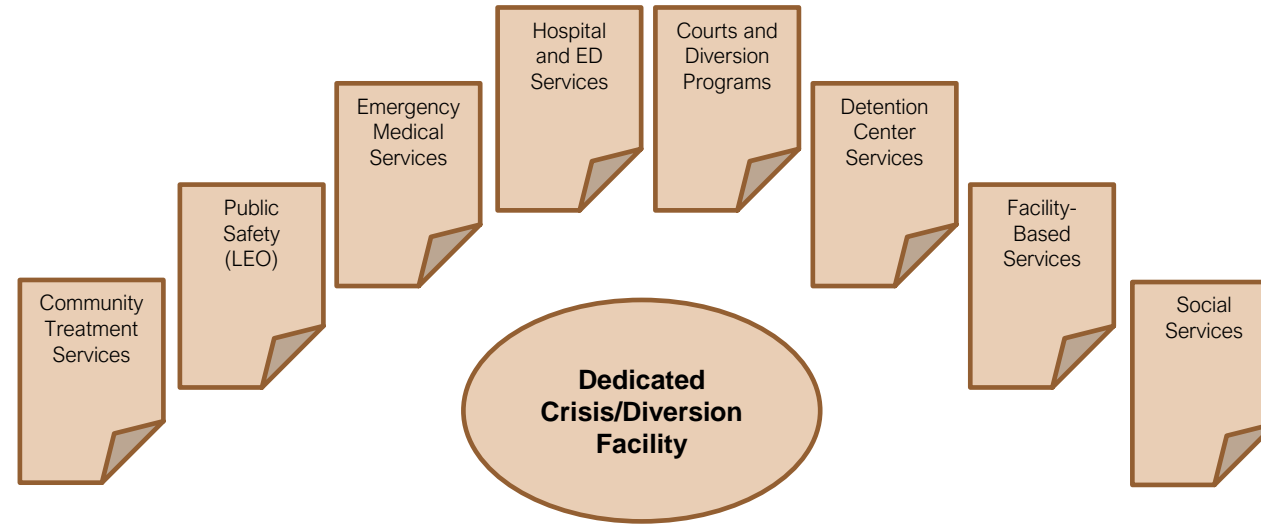 Community
Treatment
Services
Public
Safety
(LEO)
Emergency
Medical
Services
Hospital
and ED
Services
Courts and
Diversion
Programs
Detention
Center
Services
Facility-
Based
Services
Social
Services
Dedicated
Crisis/Diversion
Facility